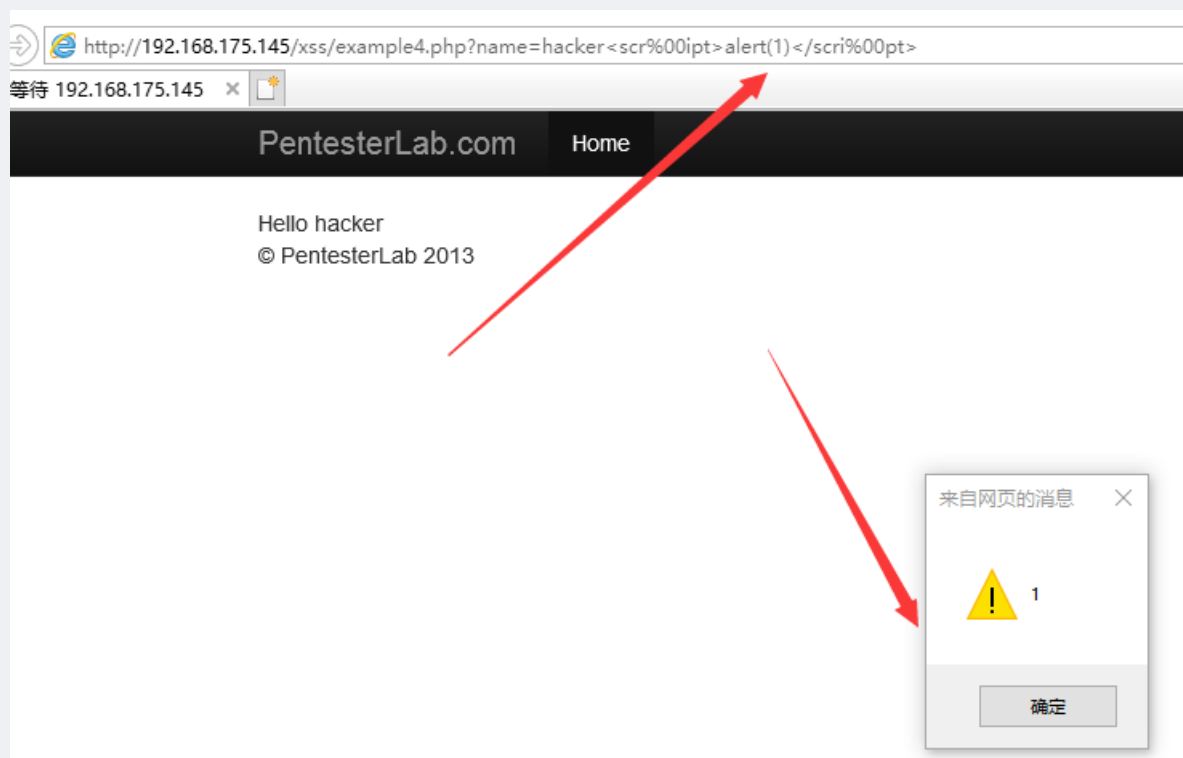 http://192.168.175.145/xss/example4.php?name=hacker<scr%00ipt>alert(1)</scri%00pt>
等待 192.168.175.145
PentesterLab.com Home
Hello hacker
© PentesterLab 2013
来自网页的消息
1
确定